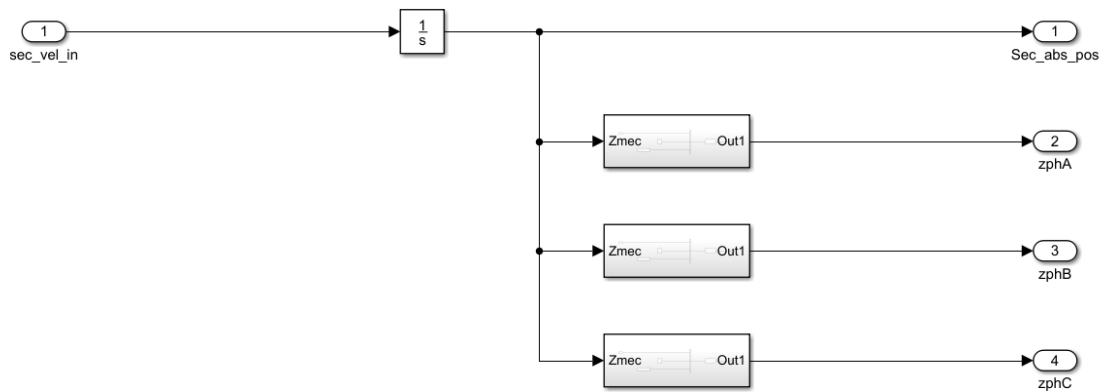 1
sec_vel_in
1
s
1
Sec_abs_pos
Zmec
Out1
2
zphA
Zmec
Out1
3
zphB
Zmec
Out1
4
zphC